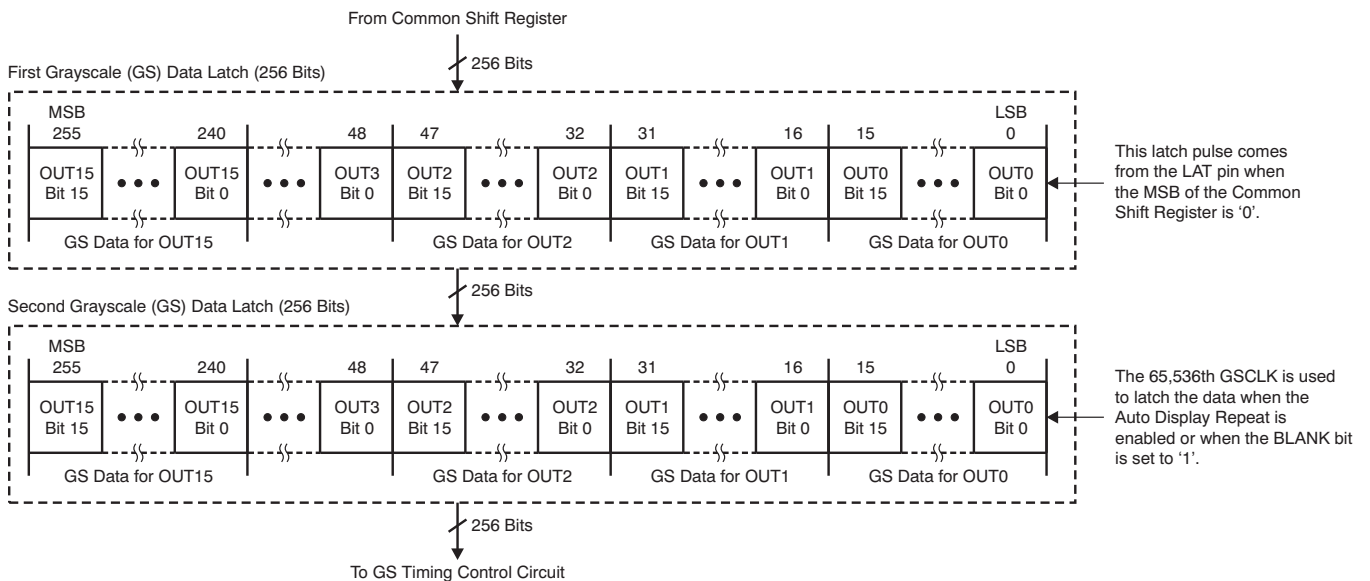 From Common Shift Register
256 Bits
First Grayscale (GS) Data Latch (256 Bits)
MSB LSB
255 240 48 47 32 31 16 15 0
OUT15 OUT15 OUT3 OUT2 OUT2 OUT1 OUT1 OUT0 OUT0
Bit 15 Bit 0 Bit 0 Bit 15 Bit 0 Bit 15 Bit 0 Bit 15 Bit 0
GS Data for OUT15 GS Data for OUT2 GS Data for OUT1 GS Data for OUT0
This latch pulse comes
from the LAT pin when
the MSB of the Common
Shift Register is ‘0’.
256 Bits
Second Grayscale (GS) Data Latch (256 Bits)
MSB LSB
255 240 48 47 32 31 16 15 0
OUT15 OUT15 OUT3 OUT2 OUT2 OUT1 OUT1 OUT0 OUT0
Bit 15 Bit 0 Bit 0 Bit 15 Bit 0 Bit 15 Bit 0 Bit 15 Bit 0
GS Data for OUT15 GS Data for OUT2 GS Data for OUT1 GS Data for OUT0
The 65,536th GSCLK is used
to latch the data when the
Auto Display Repeat is
enabled or when the BLANK bit
is set to ‘1’.
256 Bits
To GS Timing Control Circuit